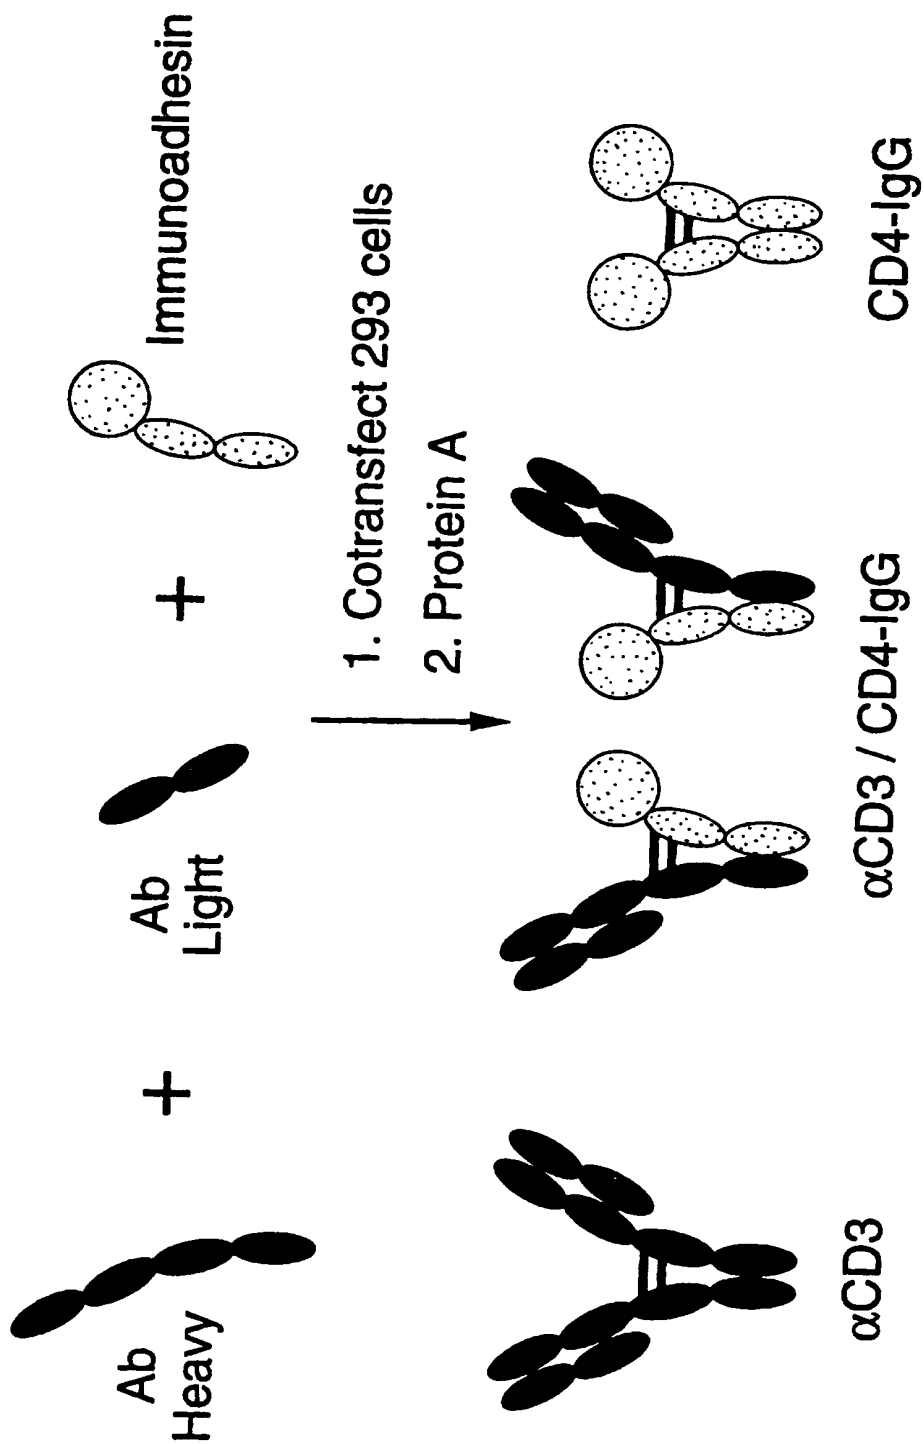 Ab
Heavy
+
Ab
Light
+
Immunoadhesin
1. Cotransfect 293 cells
2. Protein A
αCD3
αCD3 / CD4-IgG
CD4-IgG